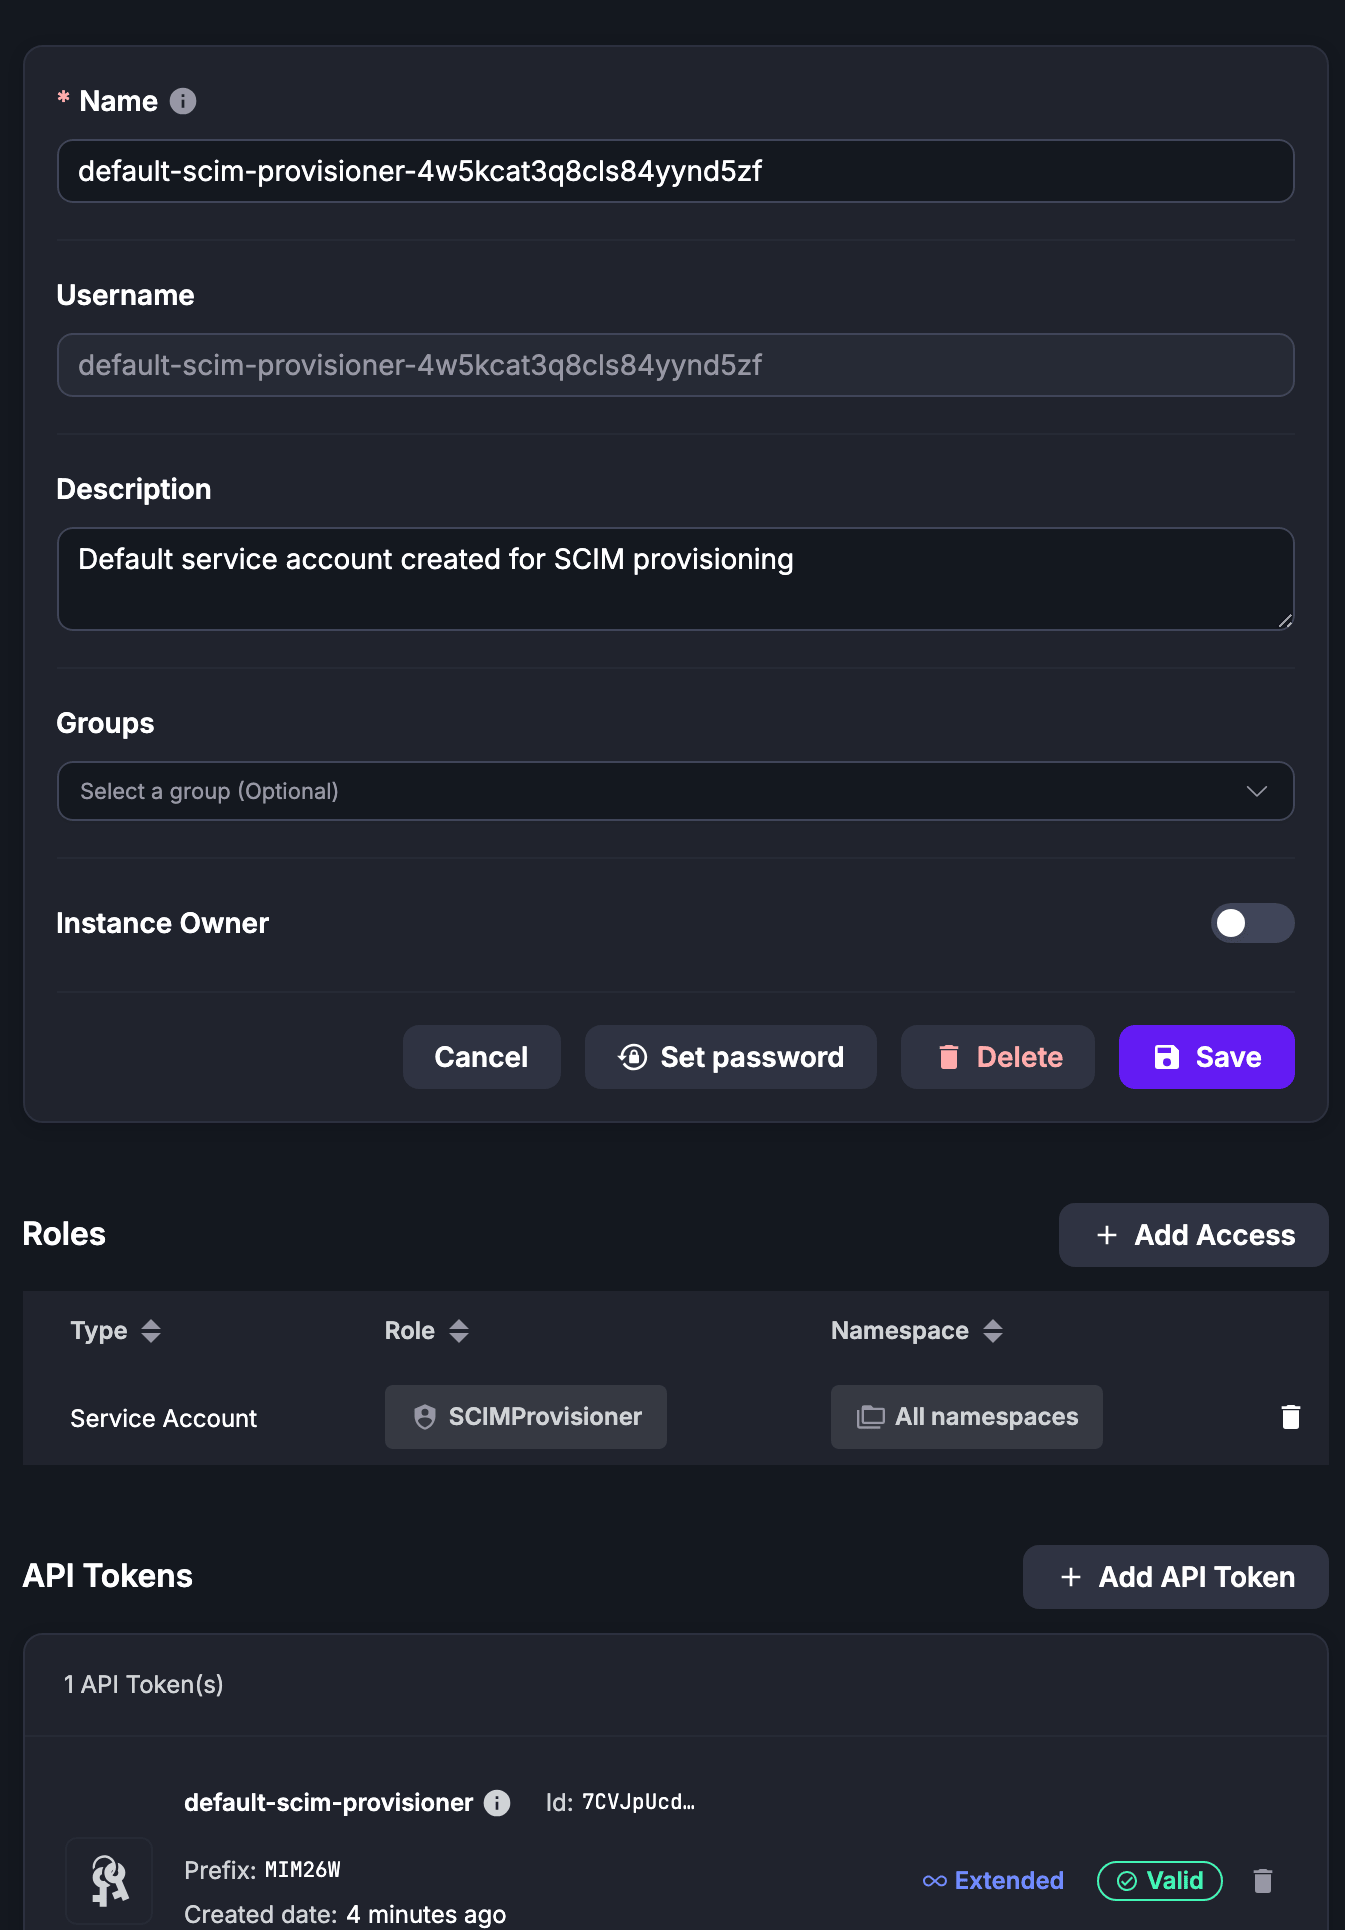 * Name
default-scim-provisioner-4w5kcat3q8cls84yynd5zf
Username
default-scim-provisioner-4w5kcat3q8cls84yynd5zf
Description
Default service account created for SCIM provisioning
Groups
Select a group (Optional)
Instance Owner
Cancel Set password Delete Save
Roles + Add Access
Type Role Namespace
Service Account SCIMProvisioner All namespaces
API Tokens + Add API Token
1 API Token(s)
default-scim-provisioner Id: 7CVJpUcd…
Prefix: MIM26W
Extended Valid
Created date: 4 minutes ago